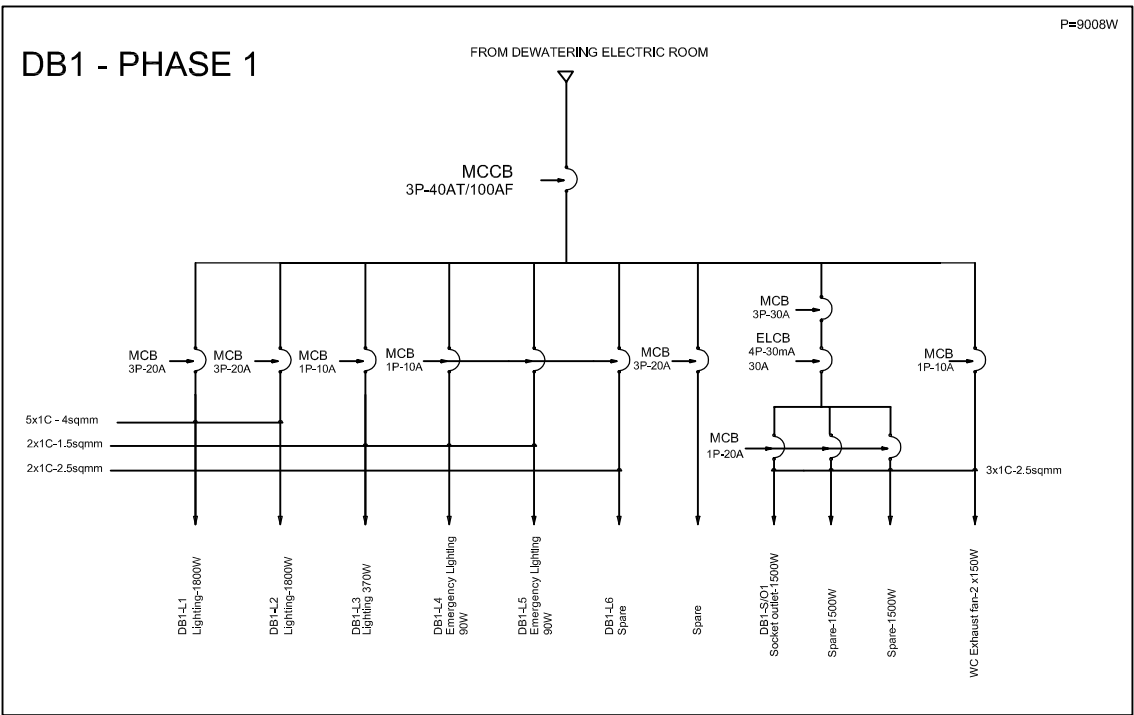 P=9008W
DB1 - PHASE 1
FROM DEWATERING ELECTRIC ROOM
MCCB
3P-40AT/100AF
MCB
3P-20A
MCB
3P-20A
MCB
1P-10A
MCB
1P-10A
MCB
3P-20A
MCB
3P-30A
ELCB
4P-30mA
30A
MCB
1P-10A
5x1C - 4sqmm
2x1C-1.5sqmm
2x1C-2.5sqmm
MCB
1P-20A
3x1C-2.5sqmm
DB1-L1
Lighting-1800W
DB1-L2
Lighting-1800W
DB1-L3
Lighting 370W
DB1-L4
Emergency Lighting
90W
DB1-L5
Emergency Lighting
90W
DB1-L6
Spare
Spare
DB1-S/O1
Socket outlet-1500W
Spare-1500W
Spare-1500W
WC Exhaust fan-2 x150W